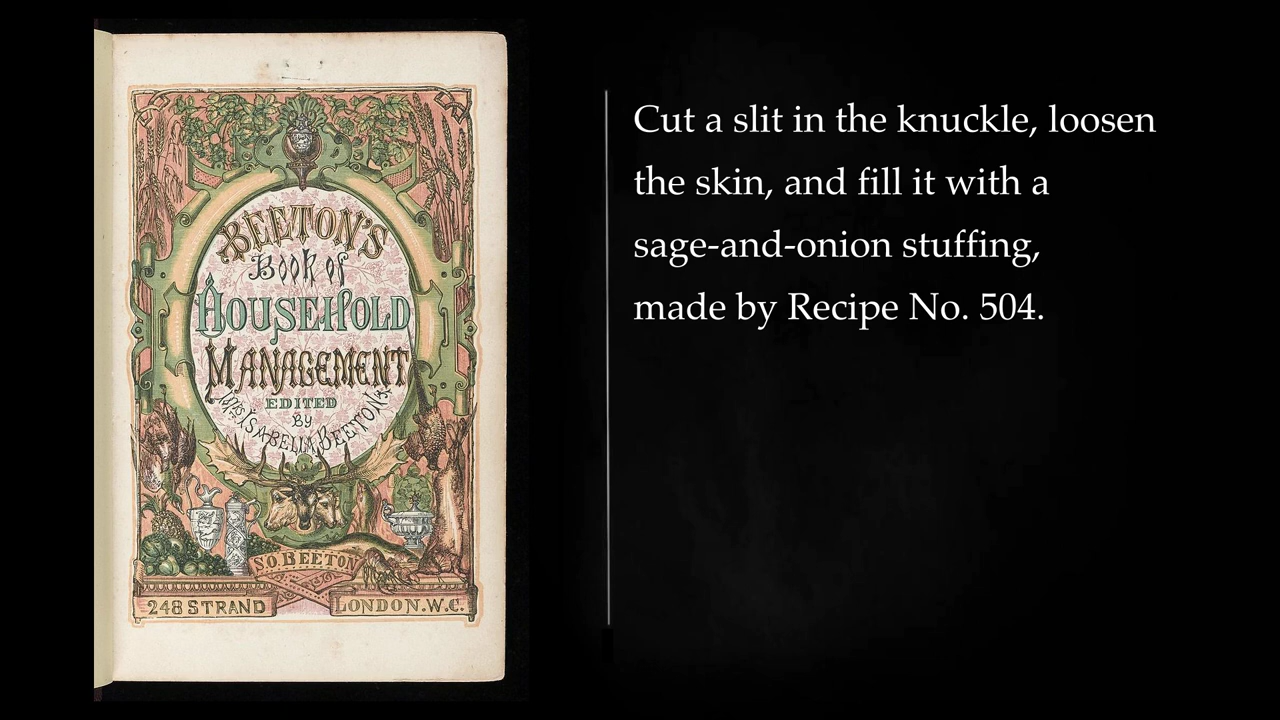 BEETON'S
Book of
HOUSEHOLD
MANAGEMENT
EDITED
BY
MRS ISABELLA BEETON
S.O. BEETON
248 STRAND
LONDON. W.C.
Cut a slit in the knuckle, loosen
the skin, and fill it with a
sage-and-onion stuffing,
made by Recipe No. 504.